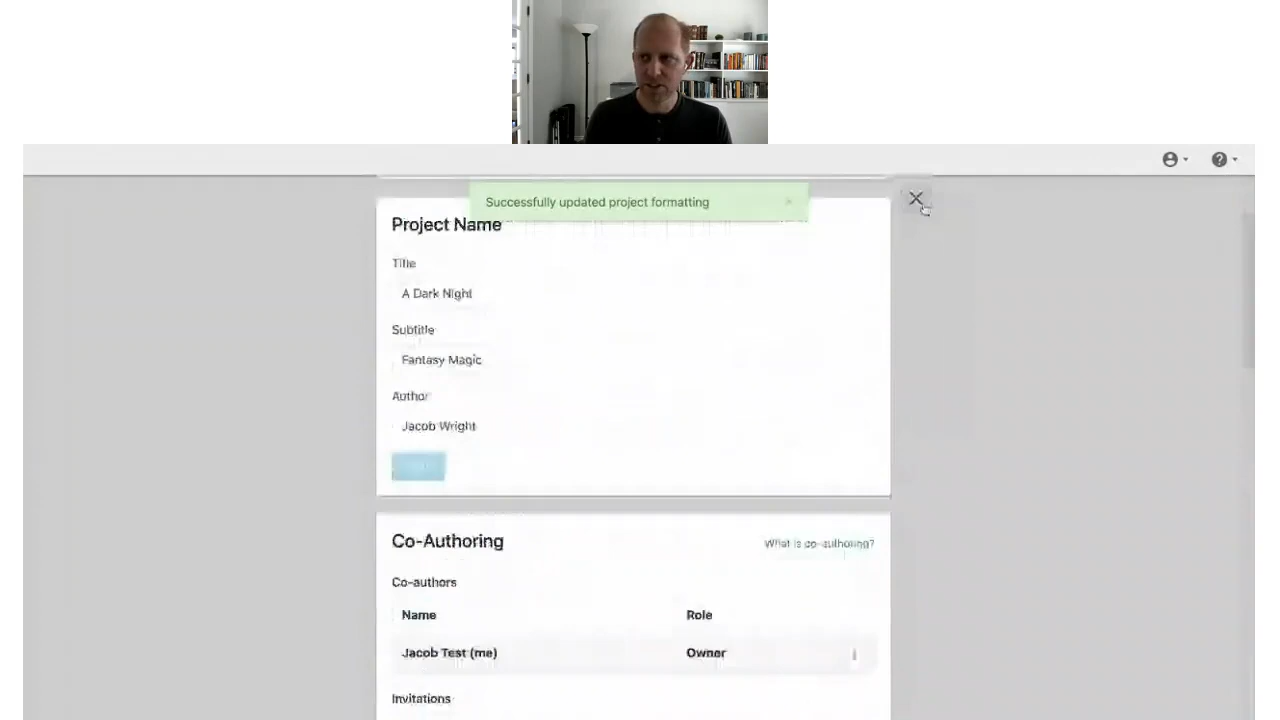 Successfully updated project formatting
Project Name
Title
A Dark Night
Subtitle
Fantasy Magic
Author
Jacob Wright
Co-Authoring
What is co-authoring?
Co-authors
Name Role
Jacob Test (me) Owner
Invitations